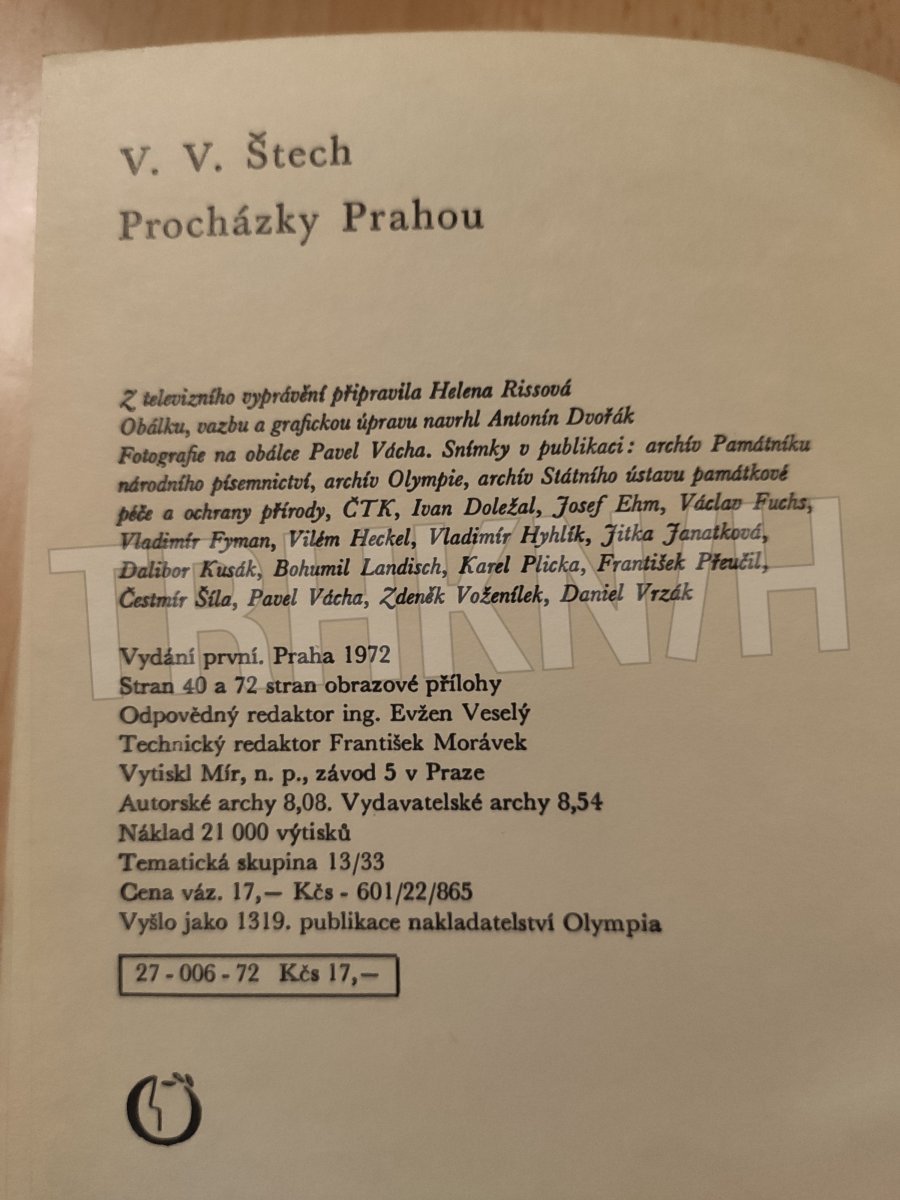 V. V. Štech
Procházky Prahou
Z televizního vyprávění připravila Helena Rissová
Obálku, vazbu a grafickou úpravu navrhl Antonín Dvořák
Fotografie na obálce Pavel Vácha. Snímky v publikaci: archív Památníku
národního písemnictví, archív Olympie, archív Státního ústavu památkové
péče a ochrany přírody, ČTK, Ivan Doležal, Josef Ehm, Václav Fuchs,
Vladimír Fyman, Vilém Heckel, Vladimír Hyhlík, Jitka Janatková,
Dalibor Kusák, Bohumil Landisch, Karel Plicka, František Přeučil,
Čestmír Šíla, Pavel Vácha, Zdeněk Voženílek, Daniel Vrzák
TBHKN/H
Vydání první. Praha 1972
Stran 40 a 72 stran obrazové přílohy
Odpovědný redaktor ing. Evžen Veselý
Technický redaktor František Morávek
Vytiskl Mír, n. p., závod 5 v Praze
Autorské archy 8,08. Vydavatelské archy 8,54
Náklad 21 000 výtisků
Tematická skupina 13/33
Cena váz. 17,— Kčs - 601/22/865
Vyšlo jako 1319. publikace nakladatelství Olympia
27 - 006 - 72 Kčs 17,—